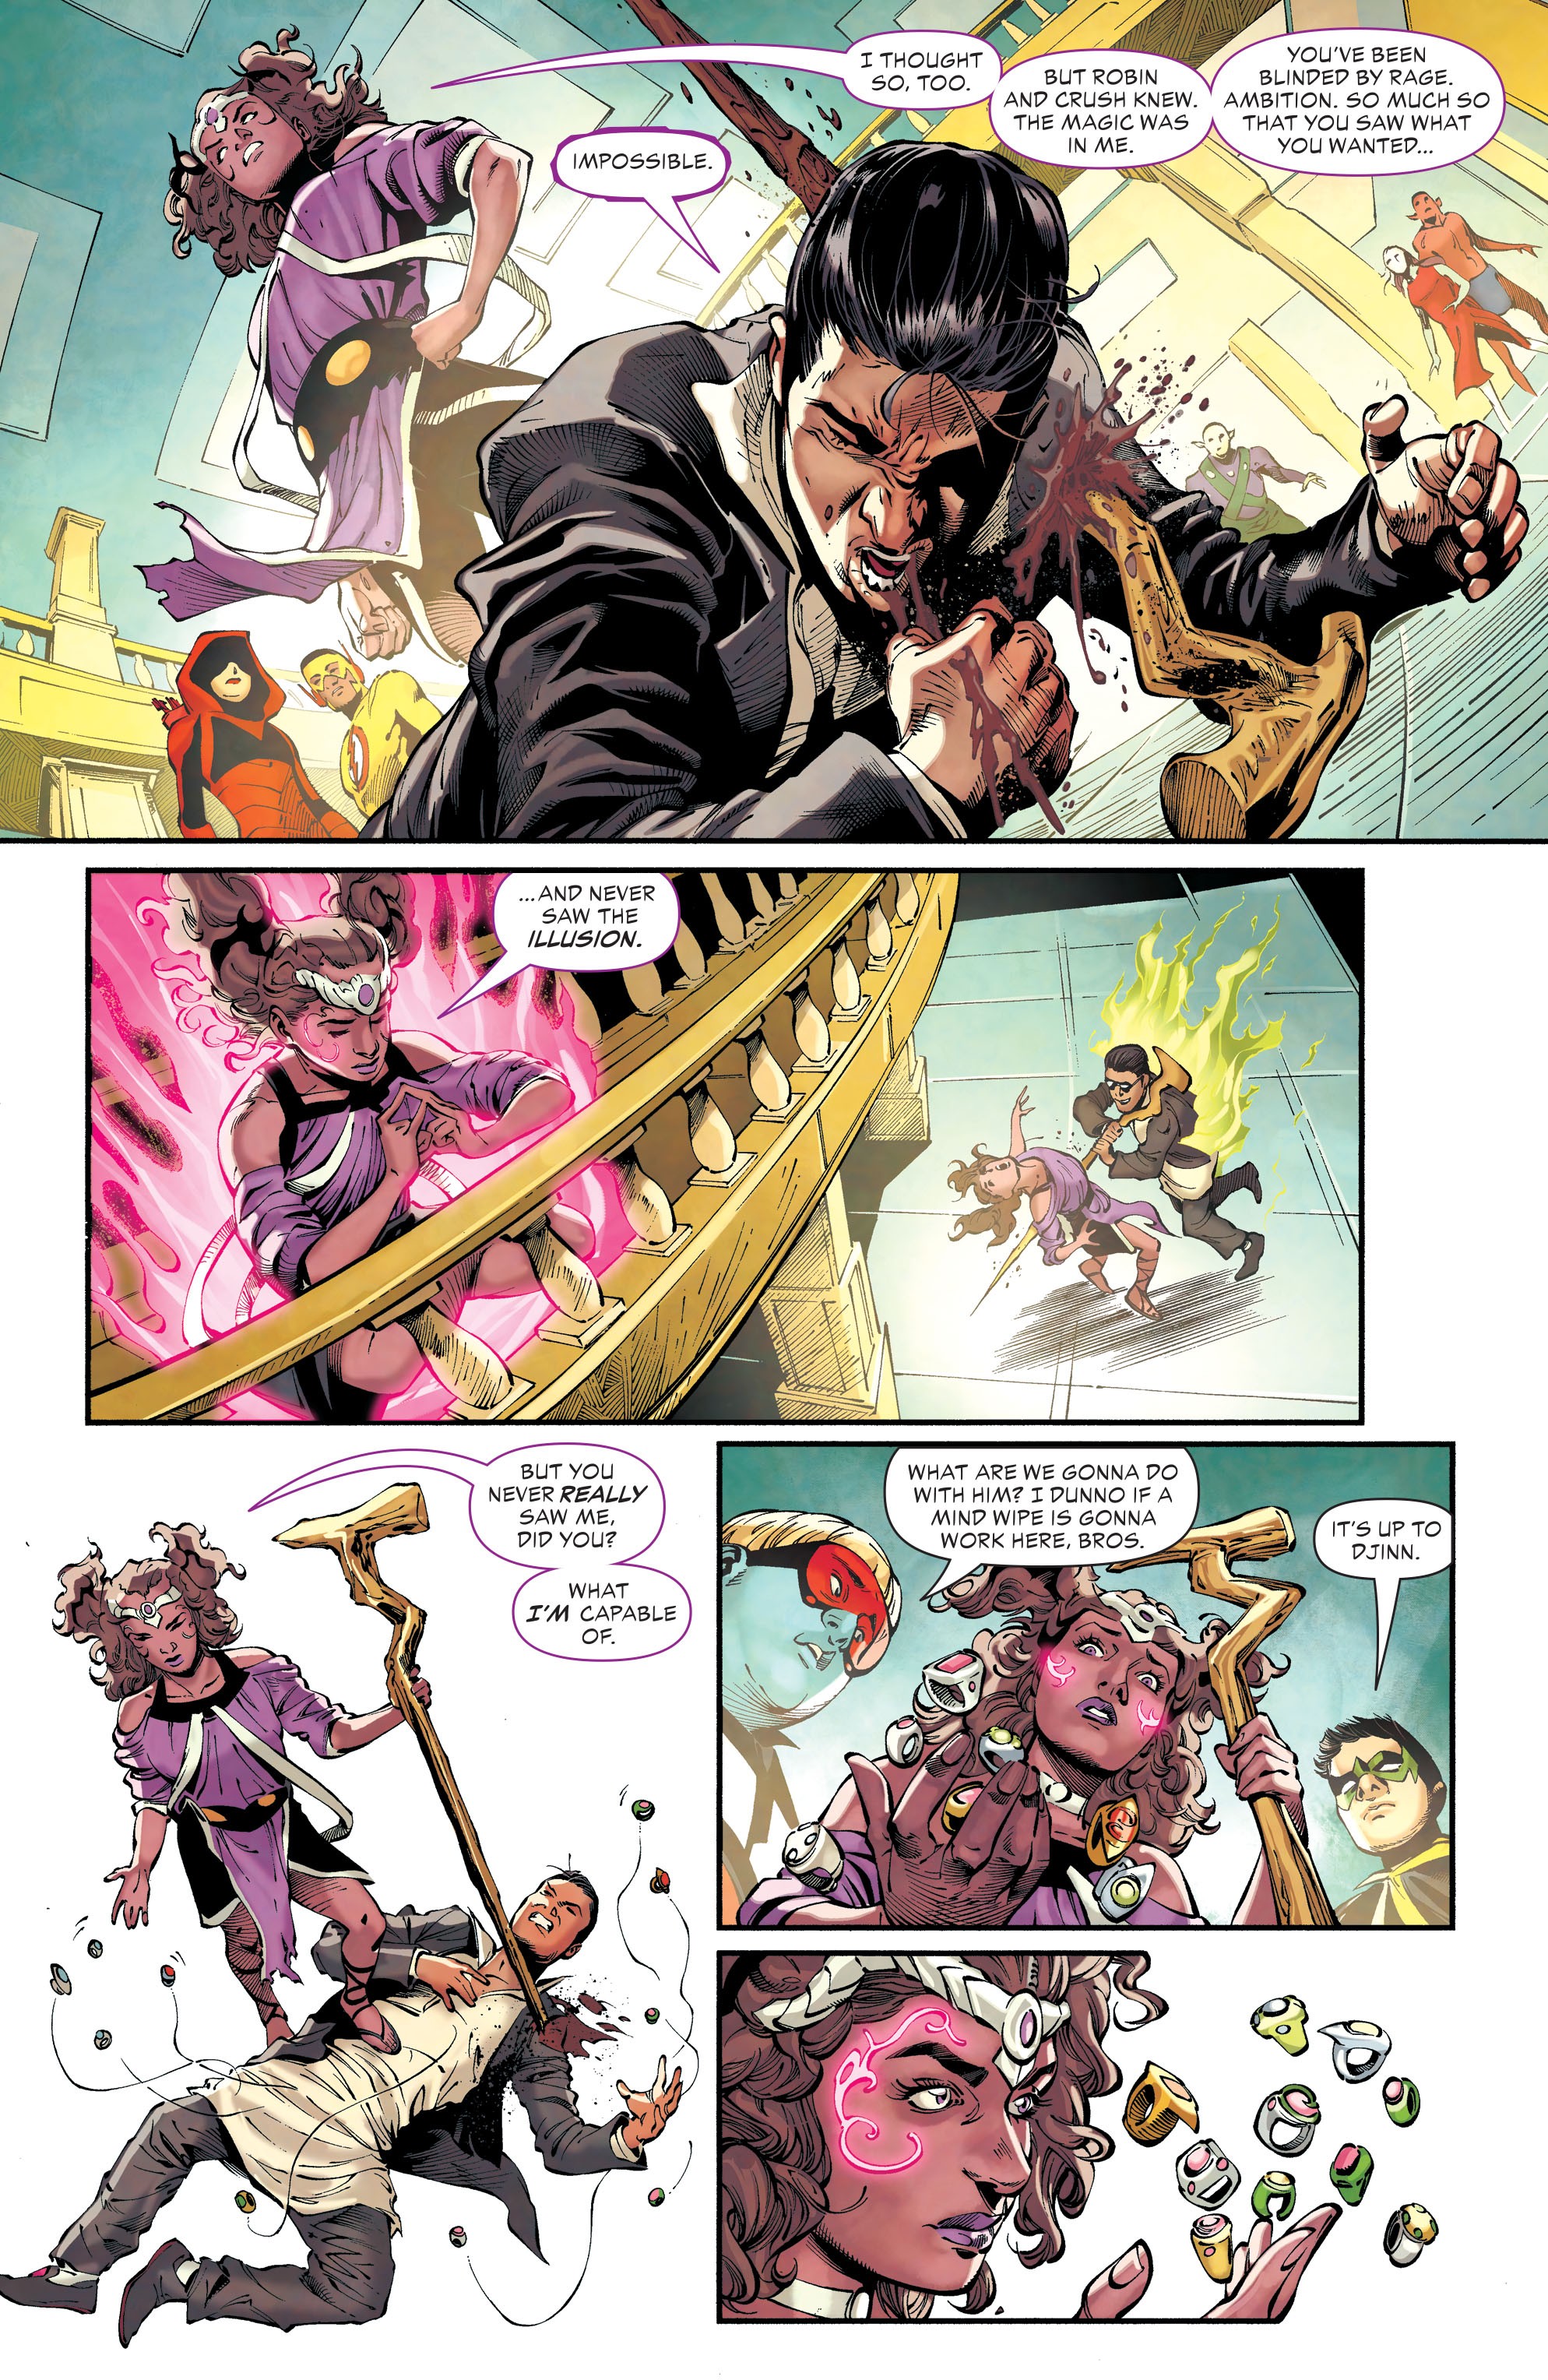 IMPOSSIBLE.
I THOUGHT
SO, TOO.
BUT ROBIN
AND CRUSH KNEW.
THE MAGIC WAS
IN ME.
YOU'VE BEEN
BLINDED BY RAGE.
AMBITION. SO MUCH SO
THAT YOU SAW WHAT
YOU WANTED...
...AND NEVER
SAW THE
ILLUSION.
BUT YOU
NEVER REALLY
SAW ME,
DID YOU?
WHAT
I'M CAPABLE
OF.
WHAT ARE WE GONNA DO
WITH HIM? I DUNNO IF A
MIND WIPE IS GONNA
WORK HERE, BROS.
IT'S UP TO
DJINN.